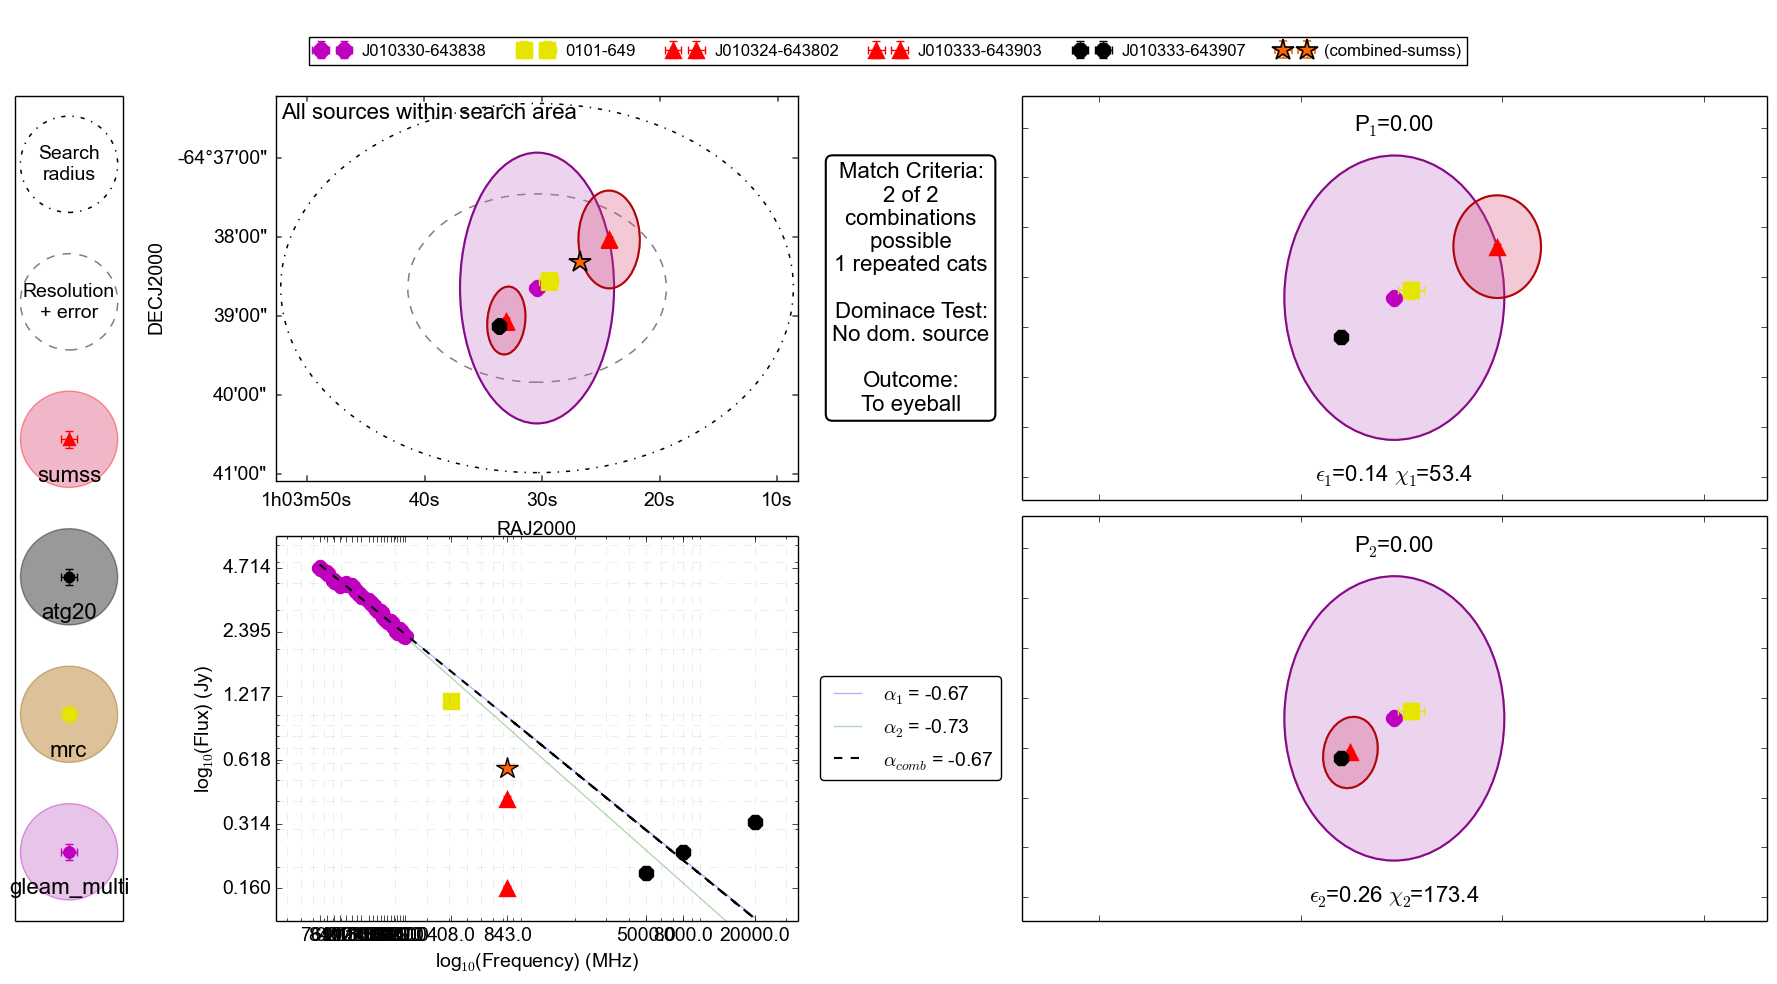 J010330-643838 0101-649 J010324-643802 J010333-643903 J010333-643907 (combined-sumss)
Search
radius
Resolution
+ error
sumss
atg20
mrc
gleam_multi
All sources within search area
DECJ2000
-64°37'00"
38'00"
39'00"
40'00"
41'00"
1h03m50s 40s 30s 20s 10s
RAJ2000
Match Criteria:
2 of 2
combinations
possible
1 repeated cats
Dominace Test:
No dom. source
Outcome:
To eyeball
P₁=0.00
ϵ₁=0.14 χ₁=53.4
log₁₀(Flux) (Jy)
4.714
2.395
1.217
0.618
0.314
0.160
408.0 843.0 5000.0 8000.0 20000.0
log₁₀(Frequency) (MHz)
α₁ = -0.67
α₂ = -0.73
α_comb = -0.67
P₂=0.00
ϵ₂=0.26 χ₂=173.4